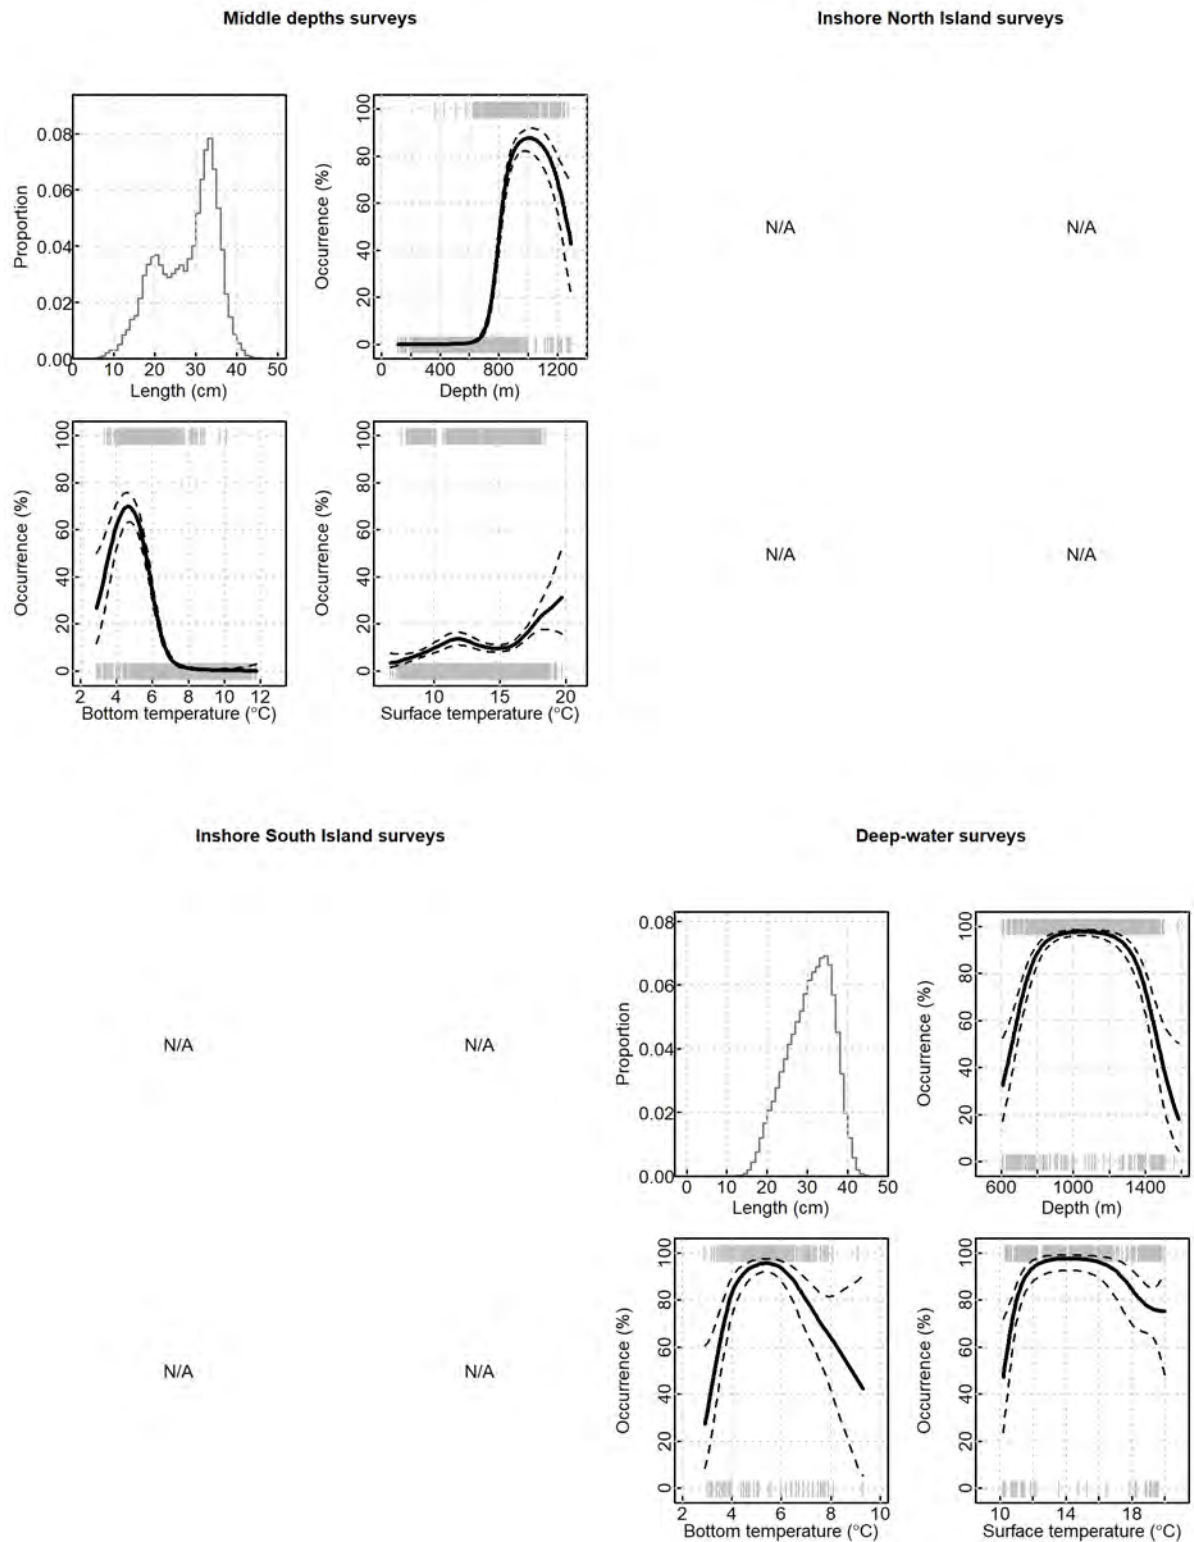 Middle depths surveys
Inshore North Island surveys
0.08
0.06
0.04
0.02
0.00
Proportion
0 10 20 30 40 50
Length (cm)
100
80
60
40
20
0
Occurrence (%)
0 400 800 1200
Depth (m)
N/A
N/A
100
80
60
40
20
0
Occurrence (%)
2 4 6 8 10 12
Bottom temperature (°C)
100
80
60
40
20
0
Occurrence (%)
10 15 20
Surface temperature (°C)
N/A
N/A
Inshore South Island surveys
Deep-water surveys
N/A
N/A
0.08
0.06
0.04
0.02
0.00
Proportion
0 10 20 30 40 50
Length (cm)
100
80
60
40
20
0
Occurrence (%)
600 1000 1400
Depth (m)
N/A
N/A
100
80
60
40
20
0
Occurrence (%)
2 4 6 8 10
Bottom temperature (°C)
100
80
60
40
20
0
Occurrence (%)
10 14 18
Surface temperature (°C)